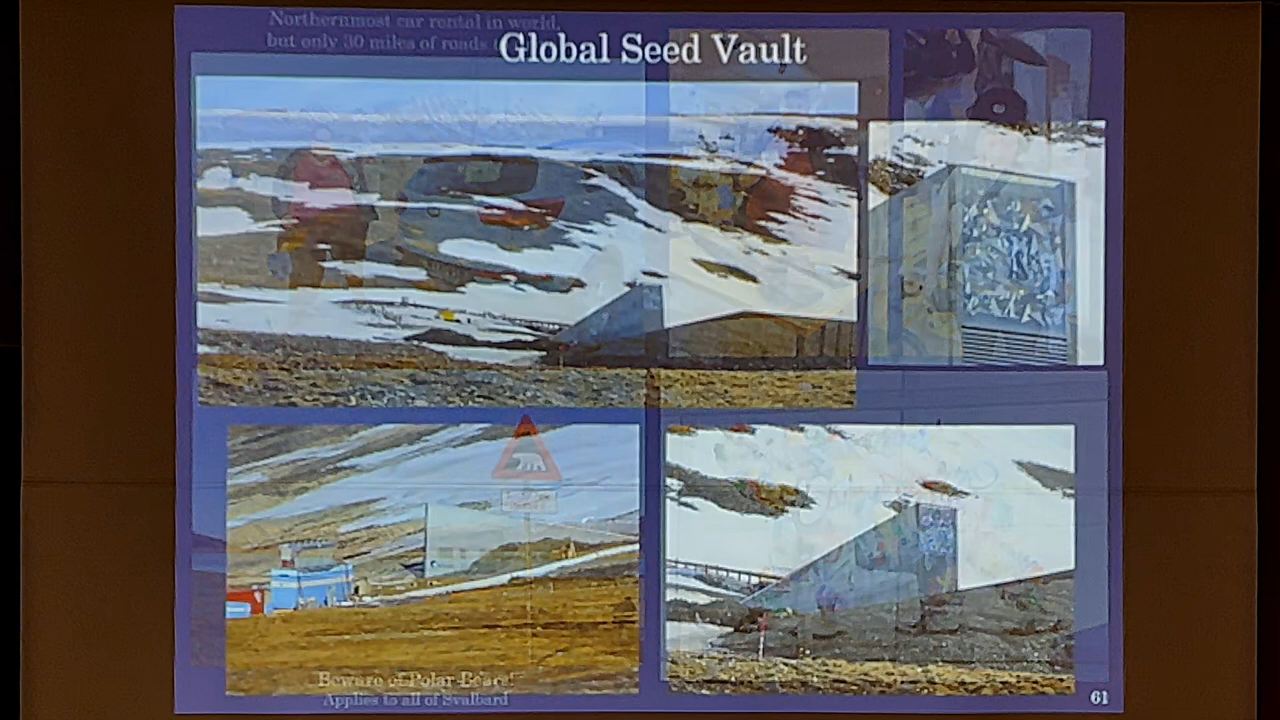 Northernmost car rental in world,
but only 30 miles of roads
Global Seed Vault
Beware of Polar Bears!
Applies to all of Svalbard
61